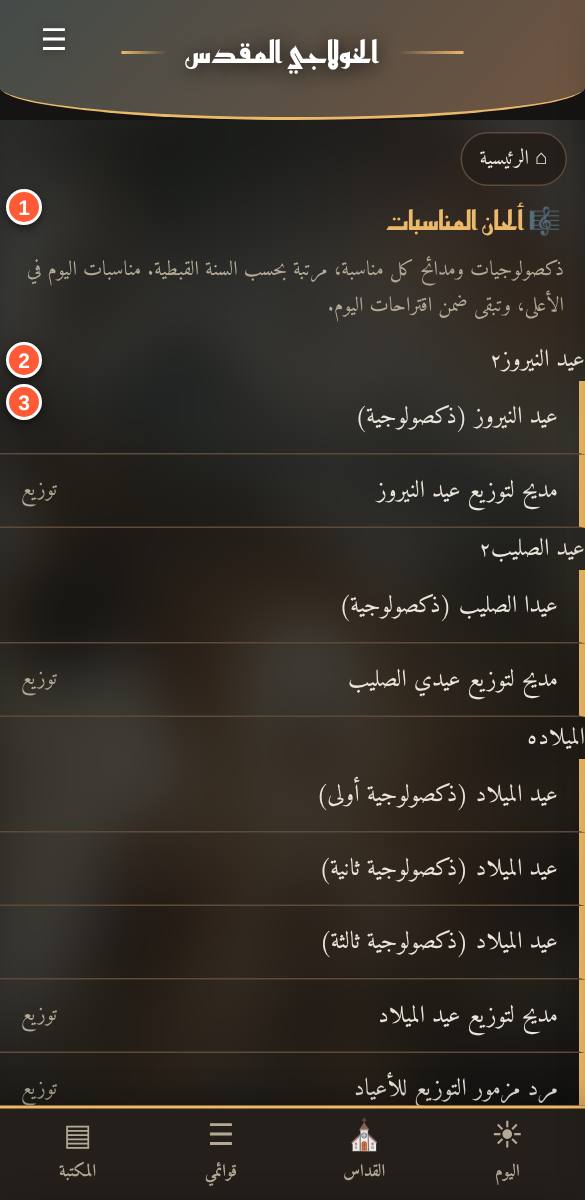 الخولاجي المقدس
الرئيسية
ألحان المناسبات
1
ذكصولوجيات ومدائح كل مناسبة، مرتبة بحسب السنة القبطية. مناسبات اليوم في
الأعلى، وتبقى ضمن اقتراحات اليوم.
عيد النيروز٢
2
عيد النيروز (ذكصولوجية)
3
مديح لتوزيع عيد النيروز
توزيع
عيد الصليب٢
عيدا الصليب (ذكصولوجية)
مديح لتوزيع عيدي الصليب
توزيع
الميلاد٥
عيد الميلاد (ذكصولوجية أولى)
عيد الميلاد (ذكصولوجية ثانية)
عيد الميلاد (ذكصولوجية ثالثة)
مديح لتوزيع عيد الميلاد
توزيع
مرد مزمور التوزيع للأعياد
توزيع
اليوم
القداس
قوائمي
المكتبة